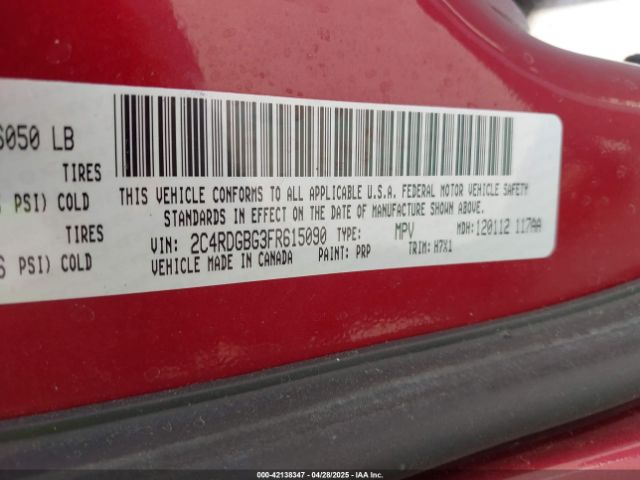 6050 LB
TIRES
PSI) COLD
TIRES
PSI) COLD
THIS VEHICLE CONFORMS TO ALL APPLICABLE U.S.A. FEDERAL MOTOR VEHICLE SAFETY
STANDARDS IN EFFECT ON THE DATE OF MANUFACTURE SHOWN ABOVE.
VIN: 2C4RDGBG3FR615090 TYPE: MPV MDH: 120112 117AA
VEHICLE MADE IN CANADA PAINT: PRP TRIM: H7X1
000-42138347 - 04/28/2025 - IAA Inc.